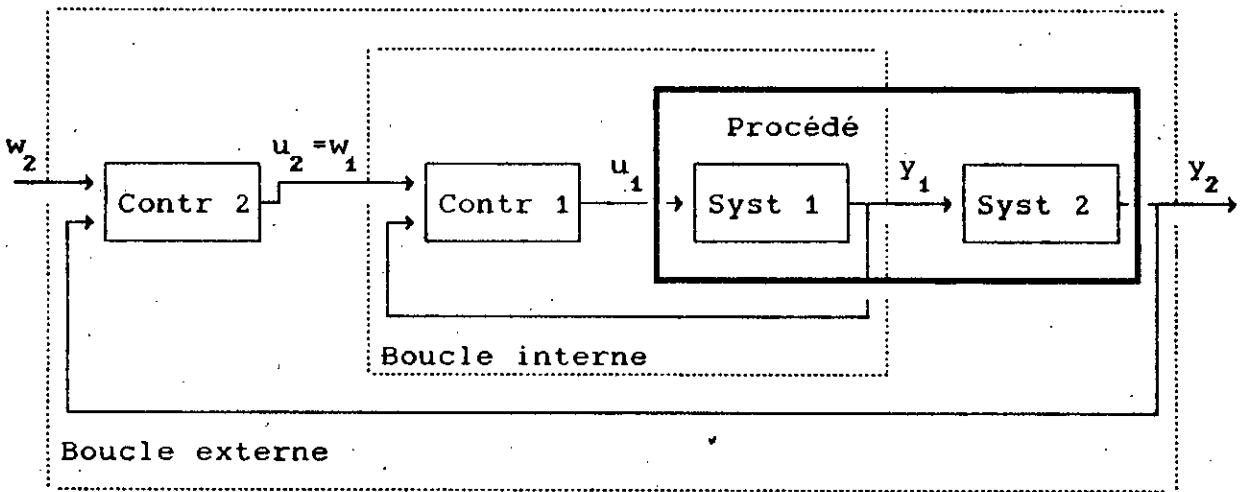 Procédé
w₂
u₂ =w₁
u₁
y₁
y₂
Contr 2
Contr 1
Syst 1
Syst 2
Boucle interne
Boucle externe